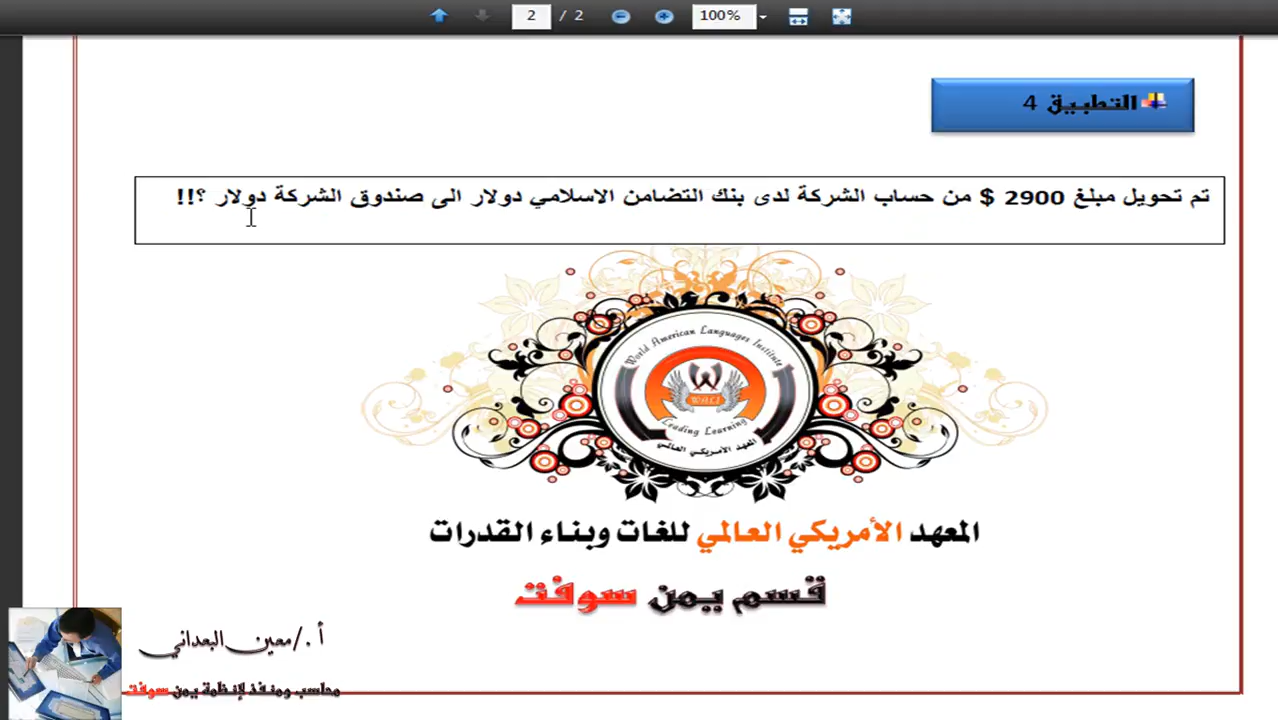 2 / 2 100%
التطبيق 4
تم تحويل مبلغ 2900 $ من حساب الشركة لدى بنك التضامن الاسلامي دولار الى صندوق الشركة دولار ؟!!
World American Languages Institute
W.A.L.I
Leading Learning
المعهد الأمريكي العالمي
المعهد الأمريكي العالمي للغات وبناء القدرات
قسم يمن سوفت
أ./معين البعداني
محاسب ومنفذ لإنظمة يمن سوفت